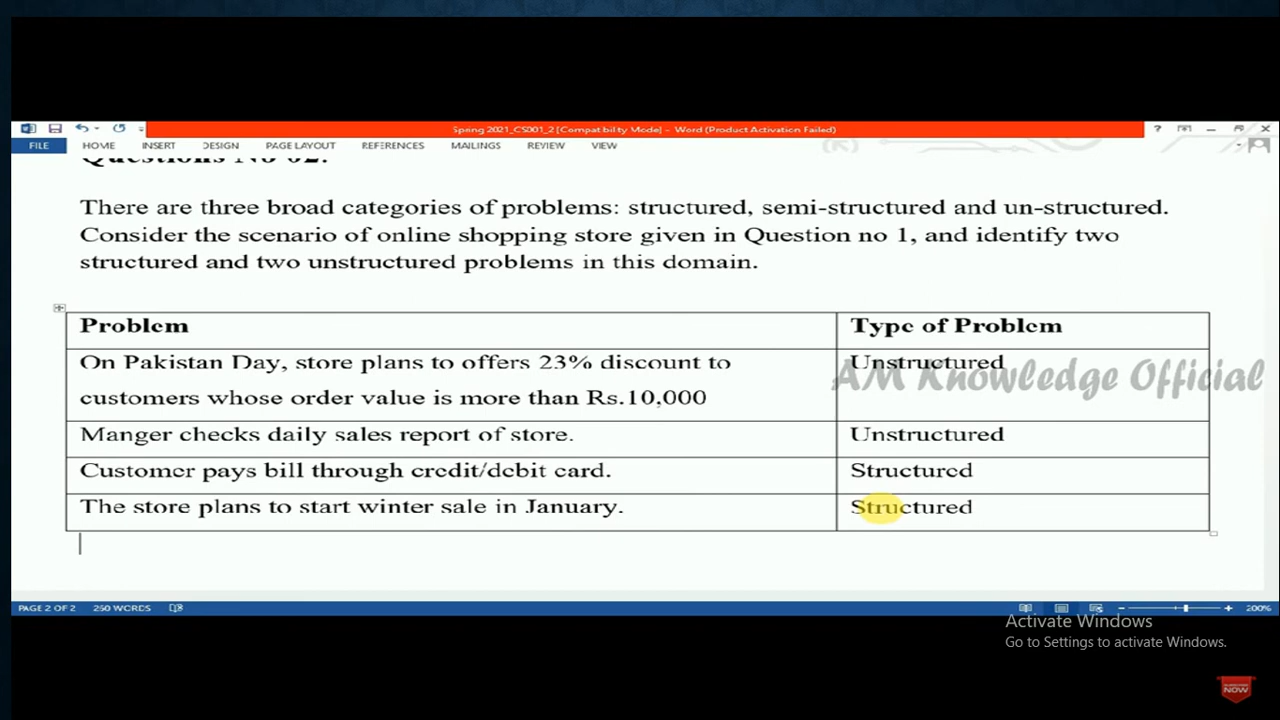 Spring 2021_CS001_2 [Compatibility Mode] - Word (Product Activation Failed)
FILE HOME INSERT DESIGN PAGE LAYOUT REFERENCES MAILINGS REVIEW VIEW
Questions No 02:
There are three broad categories of problems: structured, semi-structured and un-structured.
Consider the scenario of online shopping store given in Question no 1, and identify two
structured and two unstructured problems in this domain.
Problem Type of Problem
On Pakistan Day, store plans to offers 23% discount to Unstructured
customers whose order value is more than Rs.10,000
AM Knowledge Official
Manger checks daily sales report of store. Unstructured
Customer pays bill through credit/debit card. Structured
The store plans to start winter sale in January. Structured
PAGE 2 OF 2 250 WORDS 200%
Activate Windows
Go to Settings to activate Windows.
NOW